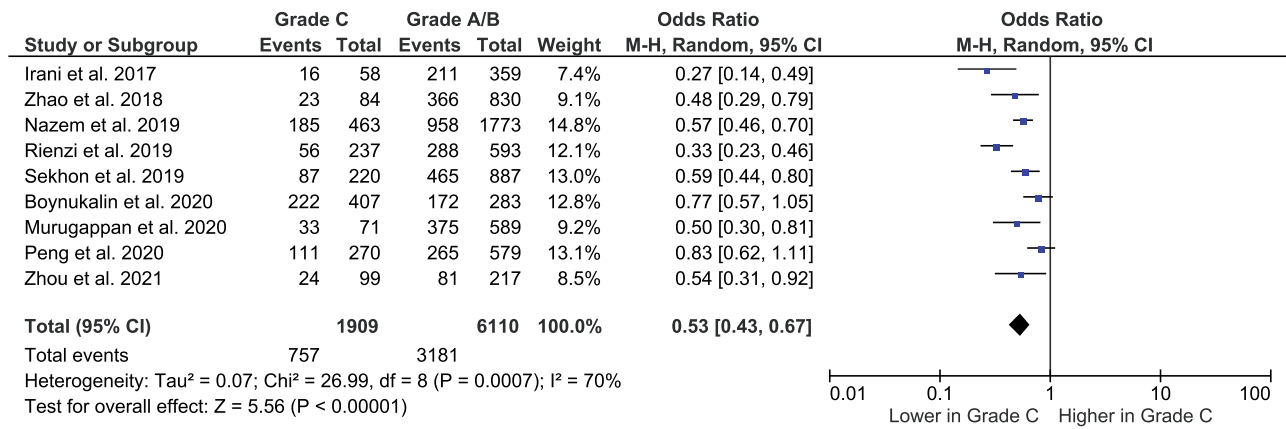 Grade C Grade A/B Odds Ratio Odds Ratio
Study or Subgroup Events Total Events Total Weight M-H, Random, 95% CI M-H, Random, 95% CI
Irani et al. 2017 16 58 211 359 7.4% 0.27 [0.14, 0.49]
Zhao et al. 2018 23 84 366 830 9.1% 0.48 [0.29, 0.79]
Nazem et al. 2019 185 463 958 1773 14.8% 0.57 [0.46, 0.70]
Rienzi et al. 2019 56 237 288 593 12.1% 0.33 [0.23, 0.46]
Sekhon et al. 2019 87 220 465 887 13.0% 0.59 [0.44, 0.80]
Boynukalin et al. 2020 222 407 172 283 12.8% 0.77 [0.57, 1.05]
Murugappan et al. 2020 33 71 375 589 9.2% 0.50 [0.30, 0.81]
Peng et al. 2020 111 270 265 579 13.1% 0.83 [0.62, 1.11]
Zhou et al. 2021 24 99 81 217 8.5% 0.54 [0.31, 0.92]
Total (95% CI) 1909 6110 100.0% 0.53 [0.43, 0.67]
Total events 757 3181
Heterogeneity: Tau² = 0.07; Chi² = 26.99, df = 8 (P = 0.0007); I² = 70%
Test for overall effect: Z = 5.56 (P < 0.00001)
0.01 0.1 1 10 100
Lower in Grade C Higher in Grade C